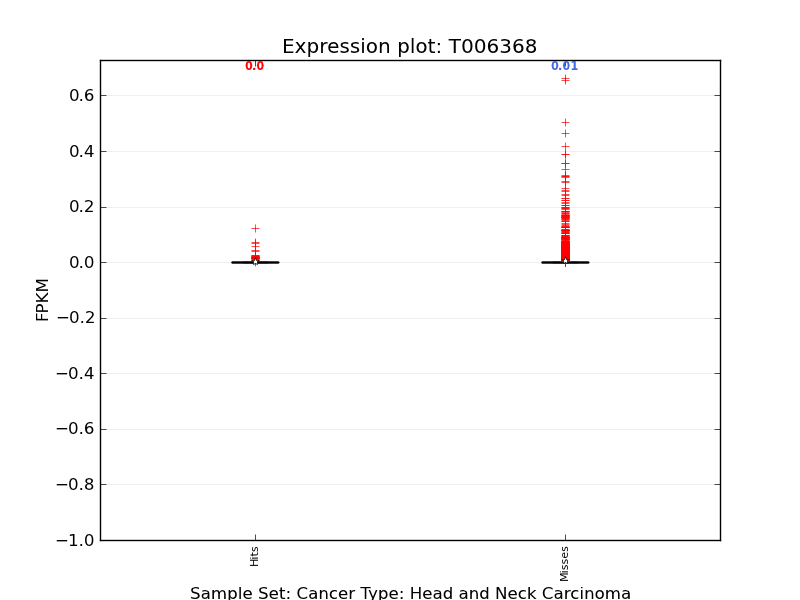 Expression plot: T006368
0.0
0.01
0.6
0.4
0.2
0.0
−0.2
−0.4
−0.6
−0.8
−1.0
FPKM
Hits
Misses
Sample Set: Cancer Type: Head and Neck Carcinoma